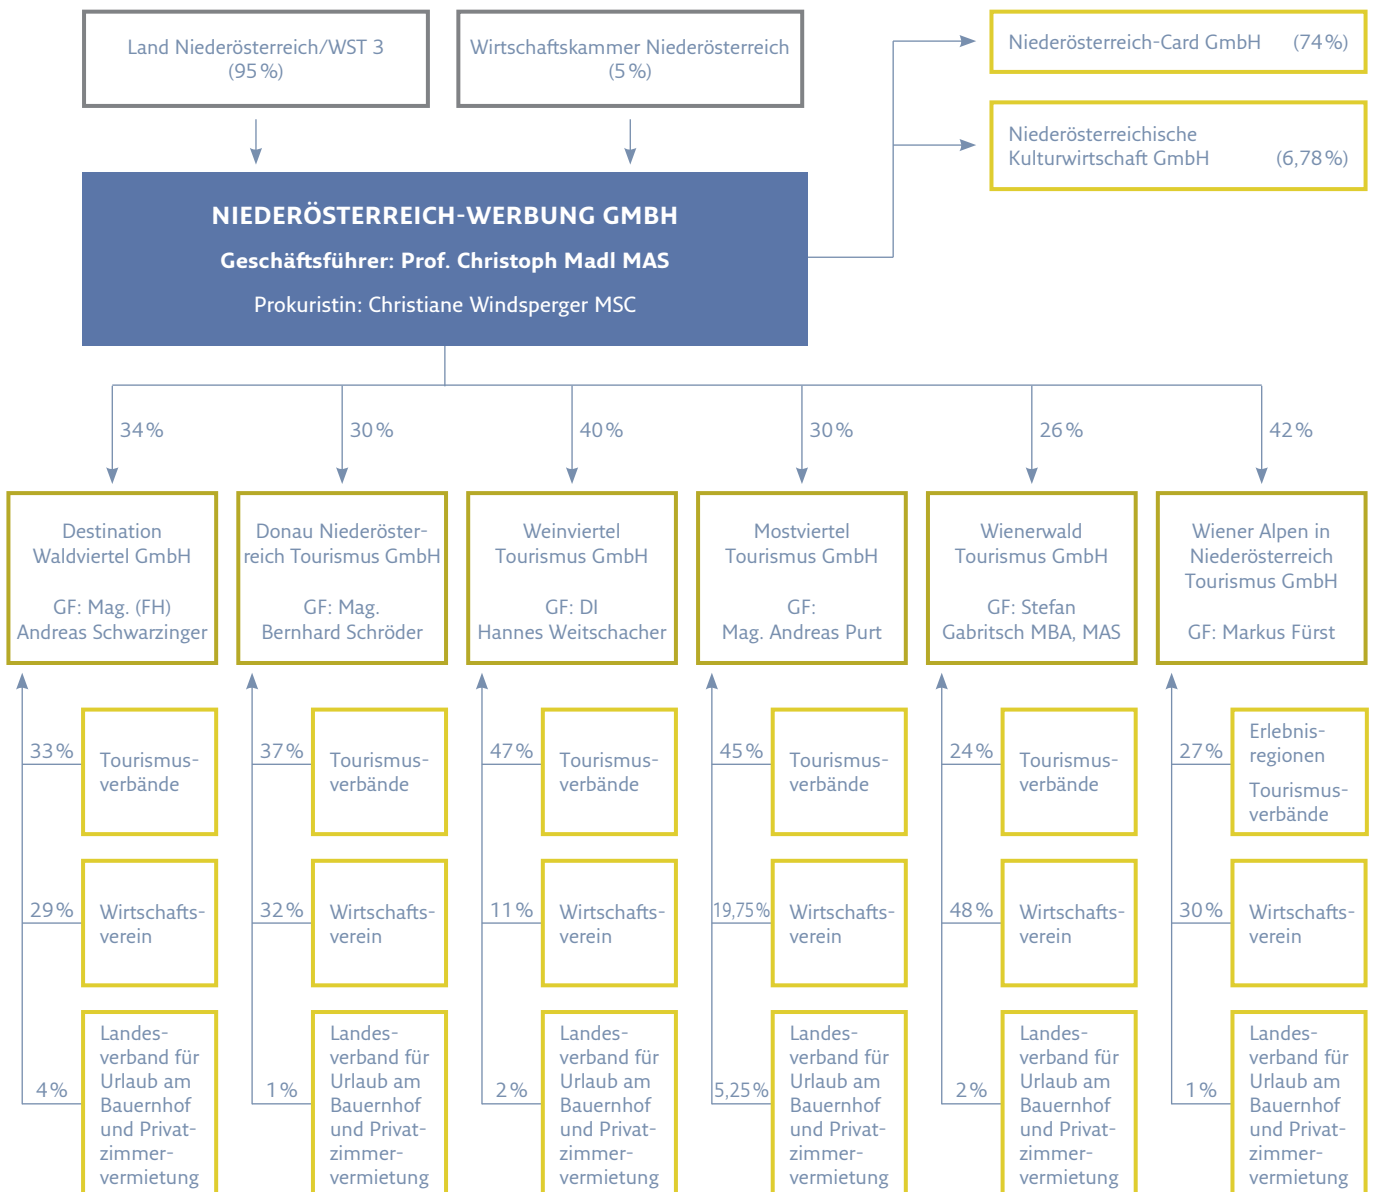 Land Niederösterreich/WST 3
(95 %)
Wirtschaftskammer Niederösterreich
(5 %)
Niederösterreich-Card GmbH (74 %)
Niederösterreichische
Kulturwirtschaft GmbH (6,78 %)
NIEDERÖSTERREICH-WERBUNG GMBH
Geschäftsführer: Prof. Christoph Madl MAS
Prokuristin: Christiane Windsperger MSC
34 %
30 %
40 %
30 %
26 %
42 %
Destination
Waldviertel GmbH
GF: Mag. (FH)
Andreas Schwarzinger
Donau Niederöster-
reich Tourismus GmbH
GF: Mag.
Bernhard Schröder
Weinviertel
Tourismus GmbH
GF: DI
Hannes Weitschacher
Mostviertel
Tourismus GmbH
GF:
Mag. Andreas Purt
Wienerwald
Tourismus GmbH
GF: Stefan
Gabritsch MBA, MAS
Wiener Alpen in
Niederösterreich
Tourismus GmbH
GF: Markus Fürst
33 %
Tourismus-
verbände
37 %
Tourismus-
verbände
47 %
Tourismus-
verbände
45 %
Tourismus-
verbände
24 %
Tourismus-
verbände
27 %
Erlebnis-
regionen
Tourismus-
verbände
29 %
Wirtschafts-
verein
32 %
Wirtschafts-
verein
11 %
Wirtschafts-
verein
19,75 %
Wirtschafts-
verein
48 %
Wirtschafts-
verein
30 %
Wirtschafts-
verein
4 %
Landes-
verband für
Urlaub am
Bauernhof
und Privat-
zimmer-
vermietung
1 %
Landes-
verband für
Urlaub am
Bauernhof
und Privat-
zimmer-
vermietung
2 %
Landes-
verband für
Urlaub am
Bauernhof
und Privat-
zimmer-
vermietung
5,25 %
Landes-
verband für
Urlaub am
Bauernhof
und Privat-
zimmer-
vermietung
2 %
Landes-
verband für
Urlaub am
Bauernhof
und Privat-
zimmer-
vermietung
1 %
Landes-
verband für
Urlaub am
Bauernhof
und Privat-
zimmer-
vermietung